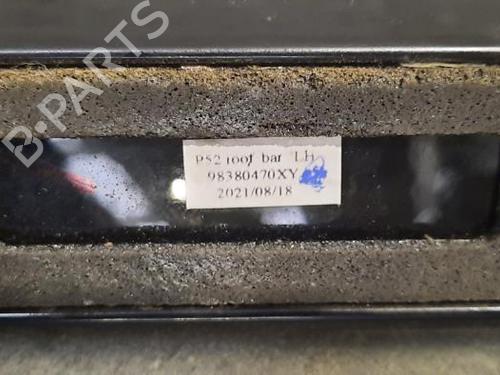 B-PARTS
P52 roof bar LH
98380470XY
2021/08/18